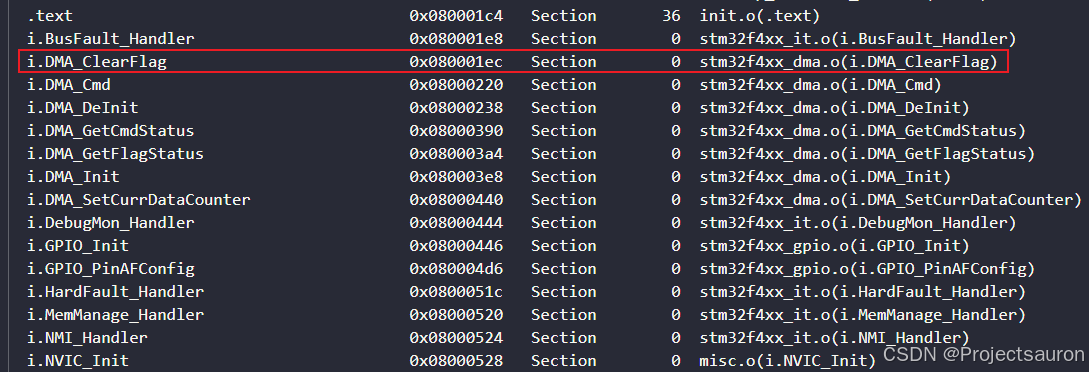 .text 0x080001c4 Section 36 init.o(.text)
i.BusFault_Handler 0x080001e8 Section 0 stm32f4xx_it.o(i.BusFault_Handler)
i.DMA_ClearFlag 0x080001ec Section 0 stm32f4xx_dma.o(i.DMA_ClearFlag)
i.DMA_Cmd 0x08000220 Section 0 stm32f4xx_dma.o(i.DMA_Cmd)
i.DMA_DeInit 0x08000238 Section 0 stm32f4xx_dma.o(i.DMA_DeInit)
i.DMA_GetCmdStatus 0x08000390 Section 0 stm32f4xx_dma.o(i.DMA_GetCmdStatus)
i.DMA_GetFlagStatus 0x080003a4 Section 0 stm32f4xx_dma.o(i.DMA_GetFlagStatus)
i.DMA_Init 0x080003e8 Section 0 stm32f4xx_dma.o(i.DMA_Init)
i.DMA_SetCurrDataCounter 0x08000440 Section 0 stm32f4xx_dma.o(i.DMA_SetCurrDataCounter)
i.DebugMon_Handler 0x08000444 Section 0 stm32f4xx_it.o(i.DebugMon_Handler)
i.GPIO_Init 0x08000446 Section 0 stm32f4xx_gpio.o(i.GPIO_Init)
i.GPIO_PinAFConfig 0x080004d6 Section 0 stm32f4xx_gpio.o(i.GPIO_PinAFConfig)
i.HardFault_Handler 0x0800051c Section 0 stm32f4xx_it.o(i.HardFault_Handler)
i.MemManage_Handler 0x08000520 Section 0 stm32f4xx_it.o(i.MemManage_Handler)
i.NMI_Handler 0x08000524 Section 0 stm32f4xx_it.o(i.NMI_Handler)
i.NVIC_Init 0x08000528 Section 0 misc.o(i.NVIC_Init)
CSDN @Projectsauron